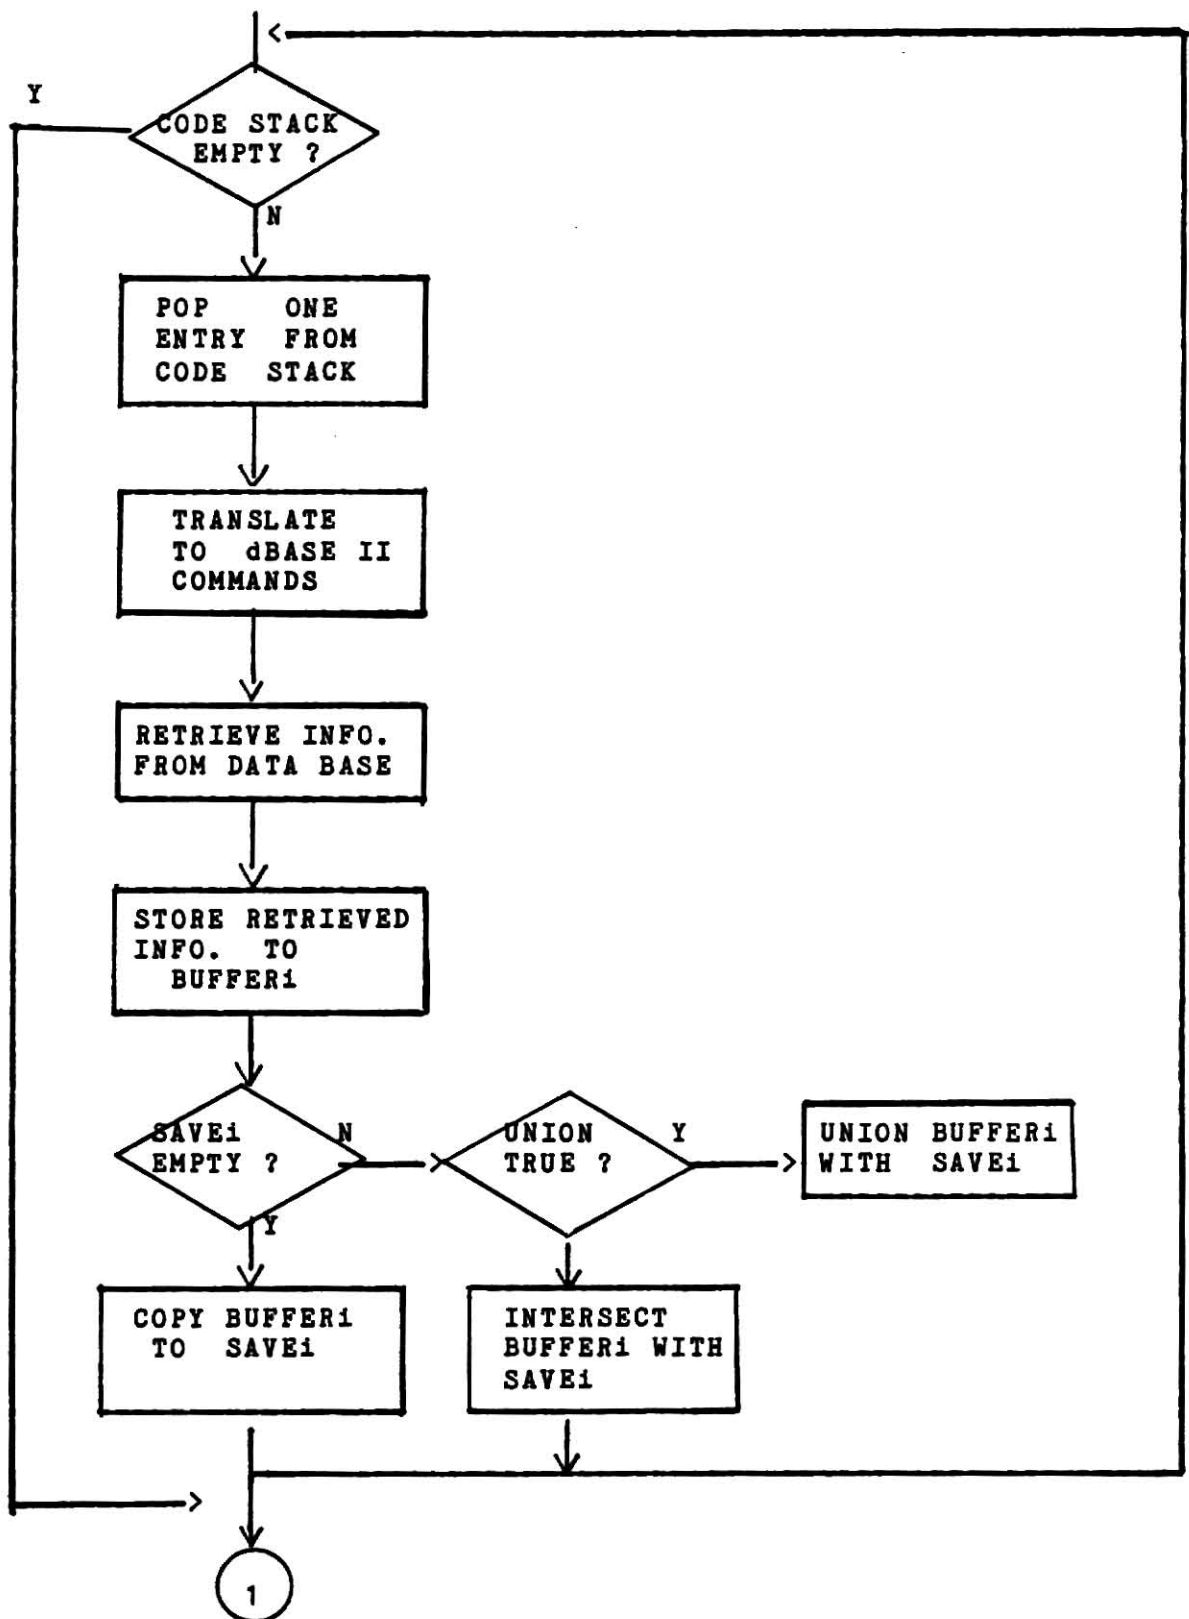 Y
CODE STACK
EMPTY ?
N
POP ONE
ENTRY FROM
CODE STACK
TRANSLATE
TO dBASE II
COMMANDS
RETRIEVE INFO.
FROM DATA BASE
STORE RETRIEVED
INFO. TO
BUFFERi
SAVEi
EMPTY ?
N
UNION
TRUE ?
Y
UNION BUFFERi
WITH SAVEi
Y
COPY BUFFERi
TO SAVEi
INTERSECT
BUFFERi WITH
SAVEi
1